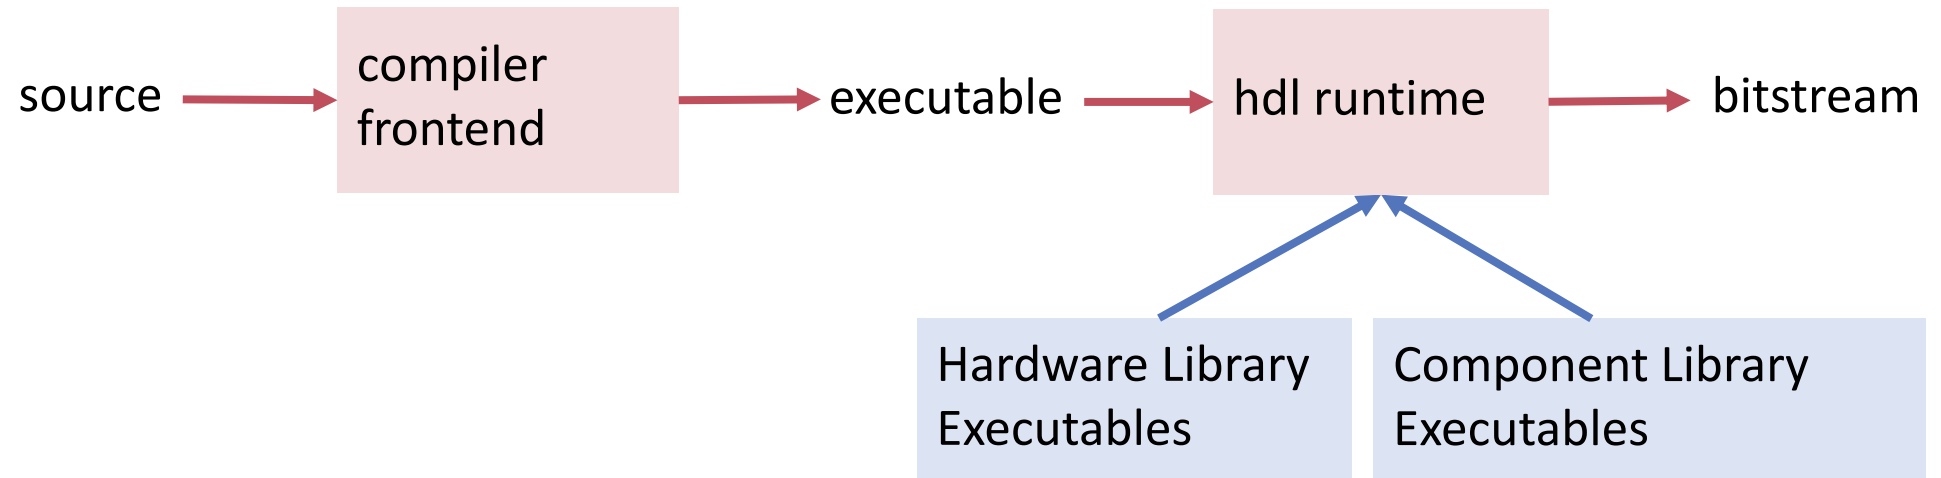 source
compiler
frontend
executable
hdl runtime
bitstream
Hardware Library
Executables
Component Library
Executables